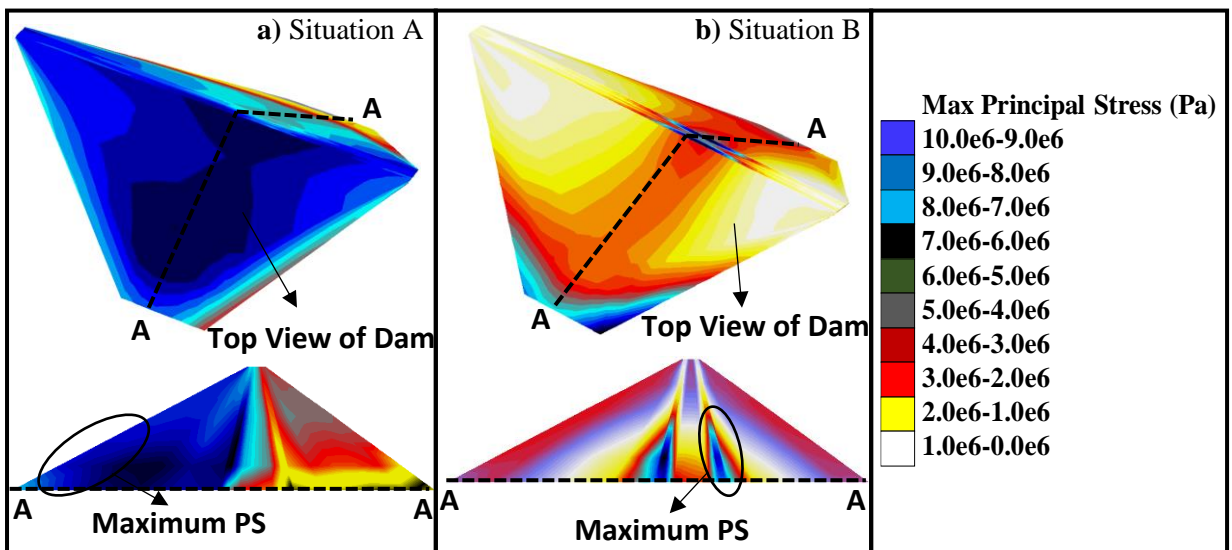 a) Situation A
A
A
Top View of Dam
A
A
Maximum PS
b) Situation B
A
A
Top View of Dam
A
A
Maximum PS
Max Principal Stress (Pa)
10.0e6-9.0e6
9.0e6-8.0e6
8.0e6-7.0e6
7.0e6-6.0e6
6.0e6-5.0e6
5.0e6-4.0e6
4.0e6-3.0e6
3.0e6-2.0e6
2.0e6-1.0e6
1.0e6-0.0e6